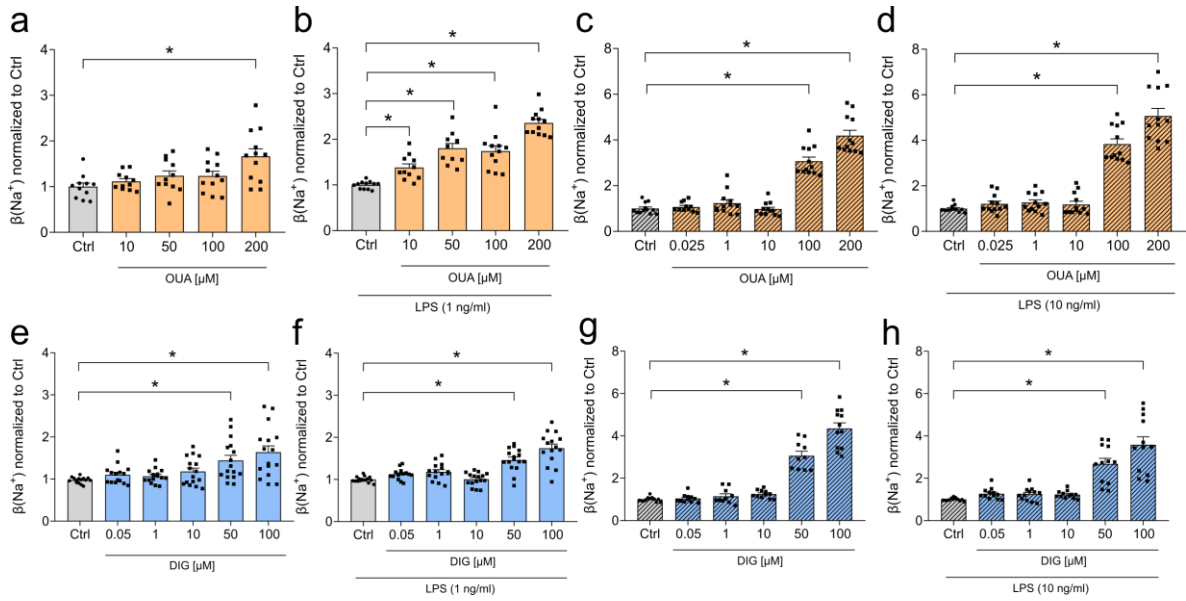 a
β(Na⁺) normalized to Ctrl
4
3
2
1
0
*
Ctrl
10
50
100
200
OUA [µM]
b
β(Na⁺) normalized to Ctrl
4
3
2
1
0
*
*
*
*
Ctrl
10
50
100
200
OUA [µM]
LPS (1 ng/ml)
c
β(Na⁺) normalized to Ctrl
8
6
4
2
0
*
*
Ctrl
0.025
1
10
100
200
OUA [µM]
d
β(Na⁺) normalized to Ctrl
8
6
4
2
0
*
*
Ctrl
0.025
1
10
100
200
OUA [µM]
LPS (10 ng/ml)
e
β(Na⁺) normalized to Ctrl
4
3
2
1
0
*
*
Ctrl
0.05
1
10
50
100
DIG [µM]
f
β(Na⁺) normalized to Ctrl
4
3
2
1
0
*
*
Ctrl
0.05
1
10
50
100
DIG [µM]
LPS (1 ng/ml)
g
β(Na⁺) normalized to Ctrl
8
6
4
2
0
*
*
Ctrl
0.05
1
10
50
100
DIG [µM]
h
β(Na⁺) normalized to Ctrl
8
6
4
2
0
*
*
Ctrl
0.05
1
10
50
100
DIG [µM]
LPS (10 ng/ml)